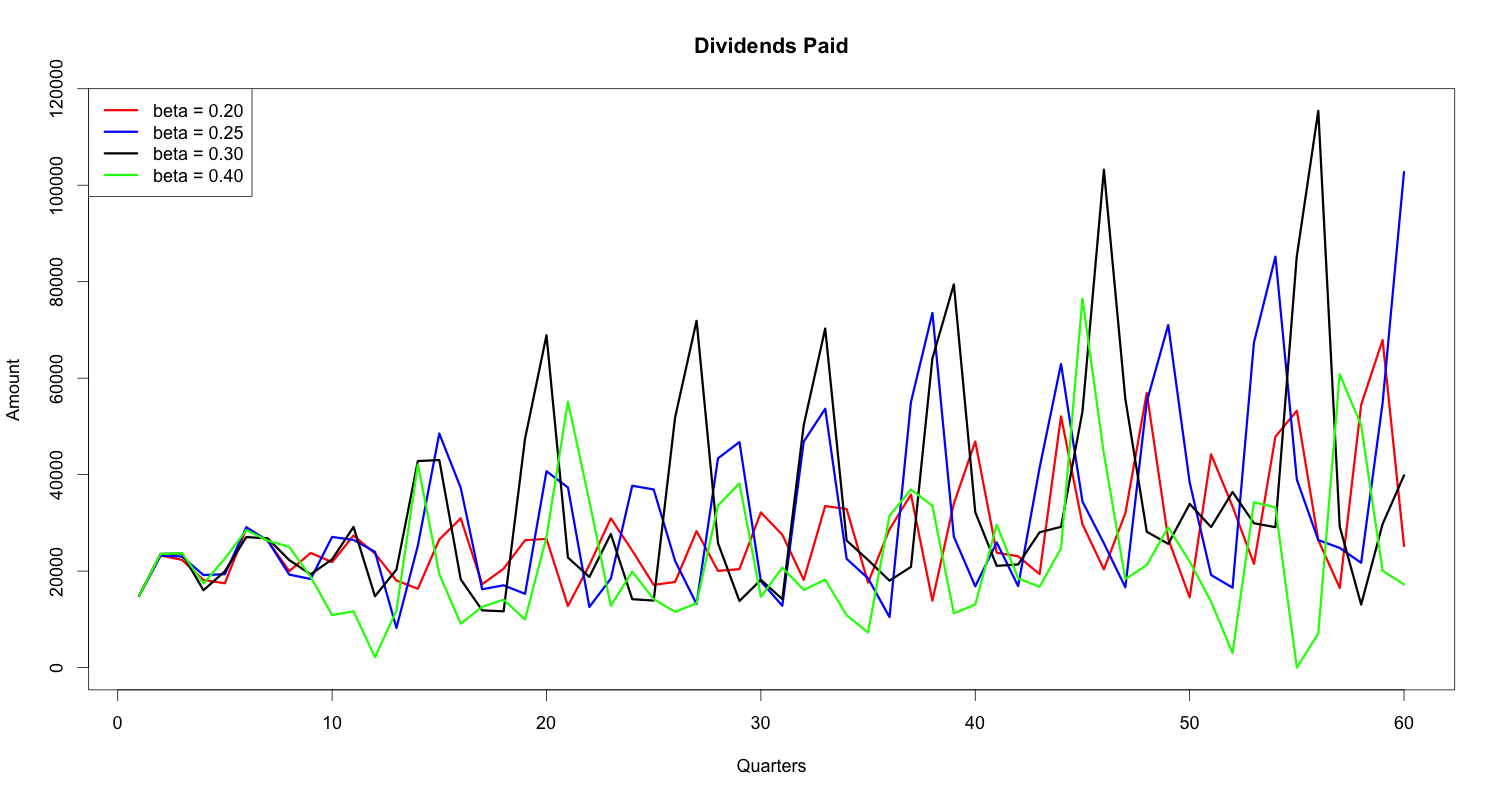 Dividends Paid
beta = 0.20
beta = 0.25
beta = 0.30
beta = 0.40
Amount
120000
100000
80000
60000
40000
20000
0
0 10 20 30 40 50 60
Quarters